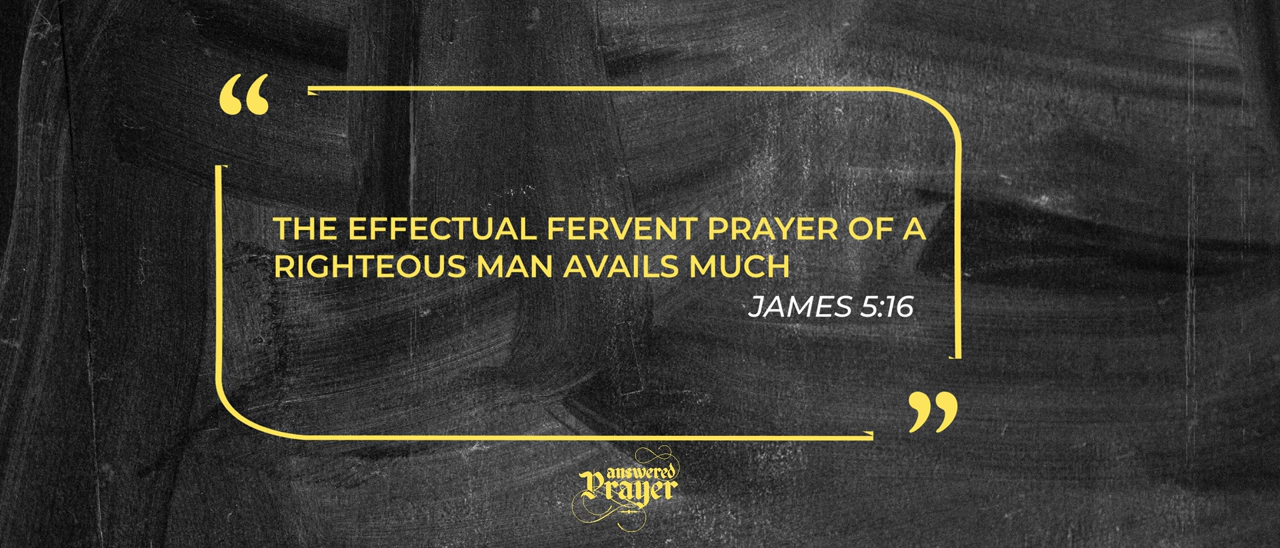 “
THE EFFECTUAL FERVENT PRAYER OF A
RIGHTEOUS MAN AVAILS MUCH
JAMES 5:16
”
answered
Prayer